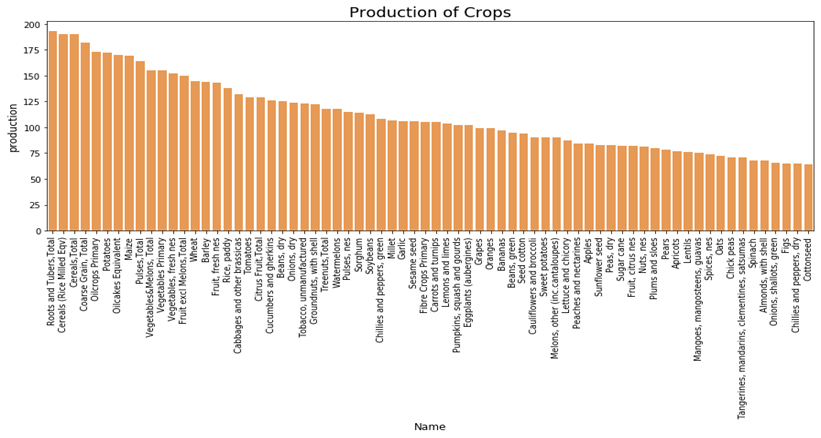 Production of Crops
production
200
175
150
125
100
75
50
25
0
Roots and Tubers,Total
Cereals (Rice Milled Eqv)
Cereals,Total
Coarse Grain, Total
Oilcrops Primary
Potatoes
Oilcakes Equivalent
Maize
Pulses,Total
Vegetables&Melons, Total
Vegetables Primary
Vegetables, fresh nes
Fruit excl Melons,Total
Wheat
Barley
Fruit, fresh nes
Rice, paddy
Cabbages and other brassicas
Tomatoes
Citrus Fruit,Total
Cucumbers and gherkins
Beans, dry
Onions, dry
Tobacco, unmanufactured
Groundnuts, with shell
Treenuts,Total
Watermelons
Pulses, nes
Sorghum
Soybeans
Chillies and peppers, green
Millet
Garlic
Sesame seed
Fibre Crops Primary
Carrots and turnips
Lemons and limes
Pumpkins, squash and gourds
Eggplants (aubergines)
Grapes
Oranges
Bananas
Beans, green
Seed cotton
Cauliflowers and broccoli
Sweet potatoes
Melons, other (inc.cantaloupes)
Lettuce and chicory
Peaches and nectarines
Apples
Sunflower seed
Peas, dry
Sugar cane
Fruit, citrus nes
Nuts, nes
Plums and sloes
Pears
Apricots
Lentils
Mangoes, mangosteens, guavas
Spices, nes
Oats
Chick peas
Tangerines, mandarins, clementines, satsumas
Spinach
Almonds, with shell
Onions, shallots, green
Figs
Chillies and peppers, dry
Cottonseed
Name